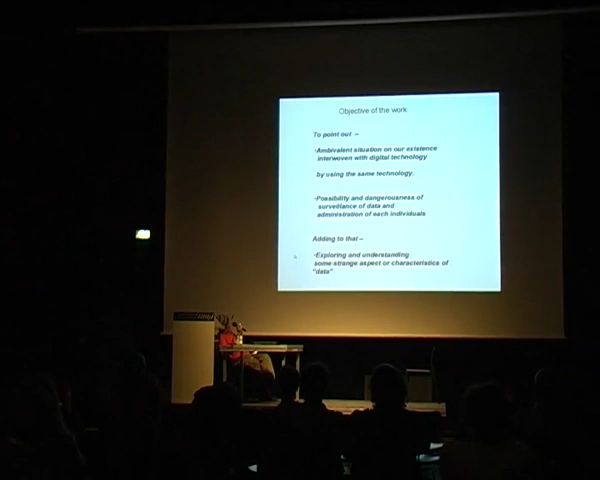 Objective of the work
To point out –
・Ambivalent situation on our existence
interwoven with digital technology
by using the same technology.
・Possibility and dangerousness of
surveillance of data and
administration of each individuals
Adding to that –
・Exploring and understanding
some strange aspect or characteristics of
"data"